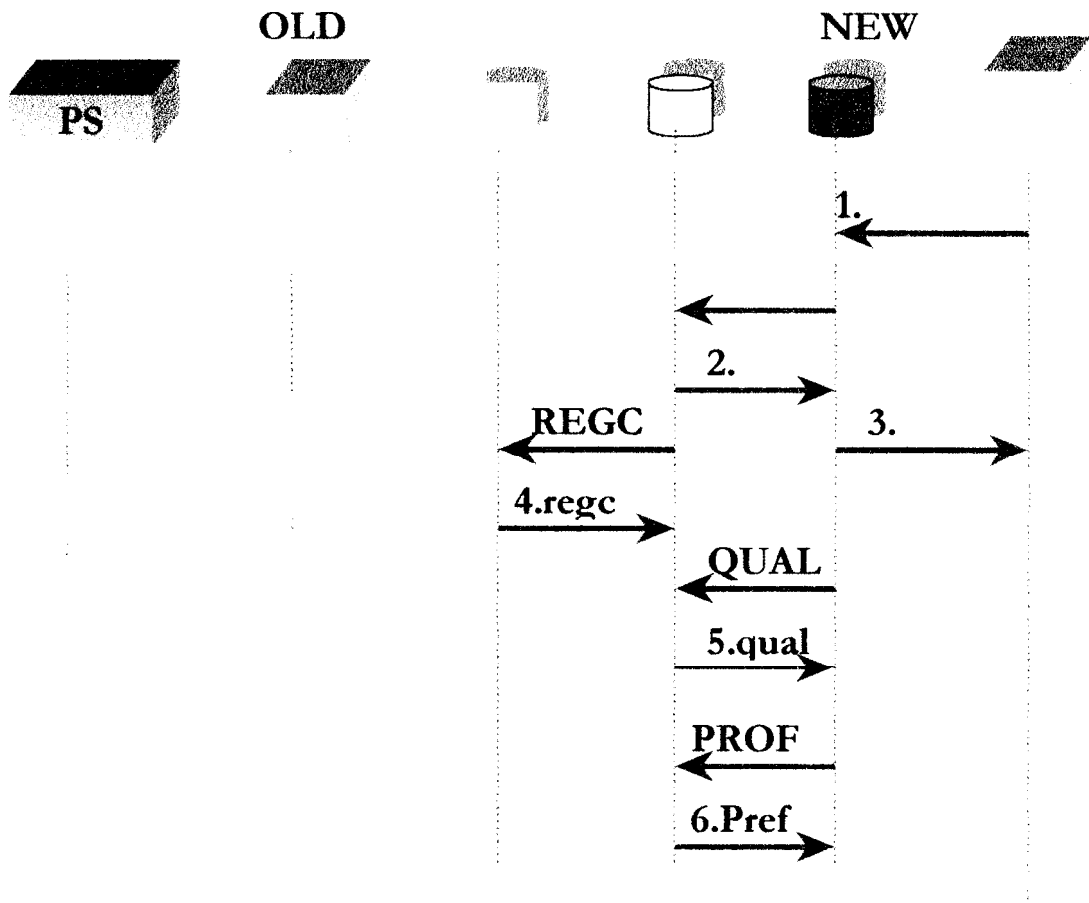 OLD
NEW
PS
1.
2.
REGC
3.
4.regc
QUAL
5.qual
PROF
6.Pref